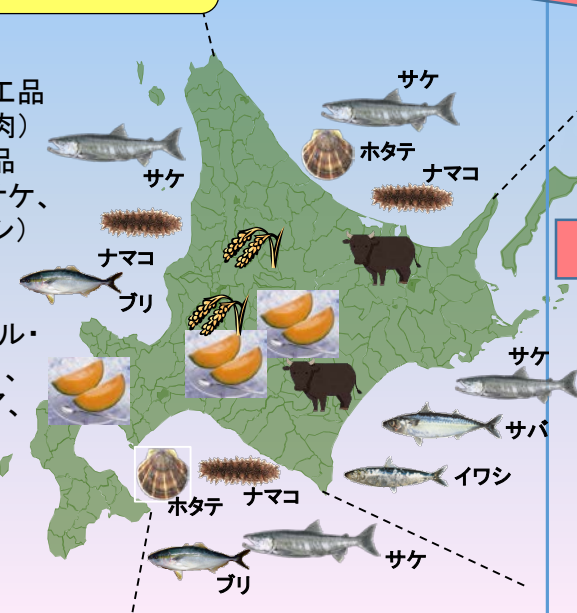 サケ
ホタテ
ナマコ
工品
肉)
品
ケ、
ン)
サケ
ナマコ
ブリ
ル・
、
、
サケ
サバ
イワシ
ホタテ
ナマコ
サケ
ブリ